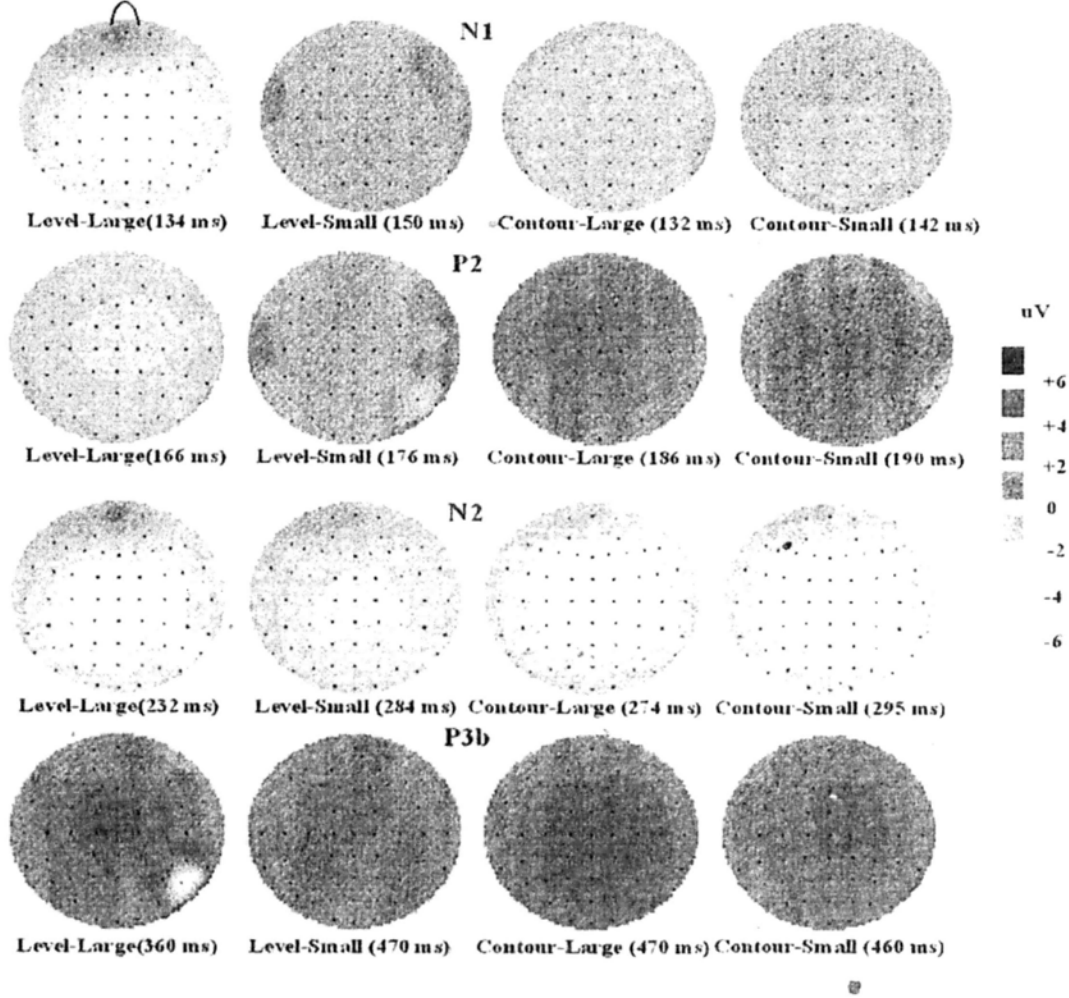 N1
Level-Large(134 ms) Level-Small (150 ms) Contour-Large (132 ms) Contour-Small (142 ms)
P2
Level-Large(166 ms) Level-Small (176 ms) Contour-Large (186 ms) Contour-Small (190 ms)
N2
Level-Large(232 ms) Level-Small (284 ms) Contour-Large (274 ms) Contour-Small (295 ms)
P3b
Level-Large(360 ms) Level-Small (470 ms) Contour-Large (470 ms) Contour-Small (460 ms)
uV
+6
+4
+2
0
-2
-4
-6